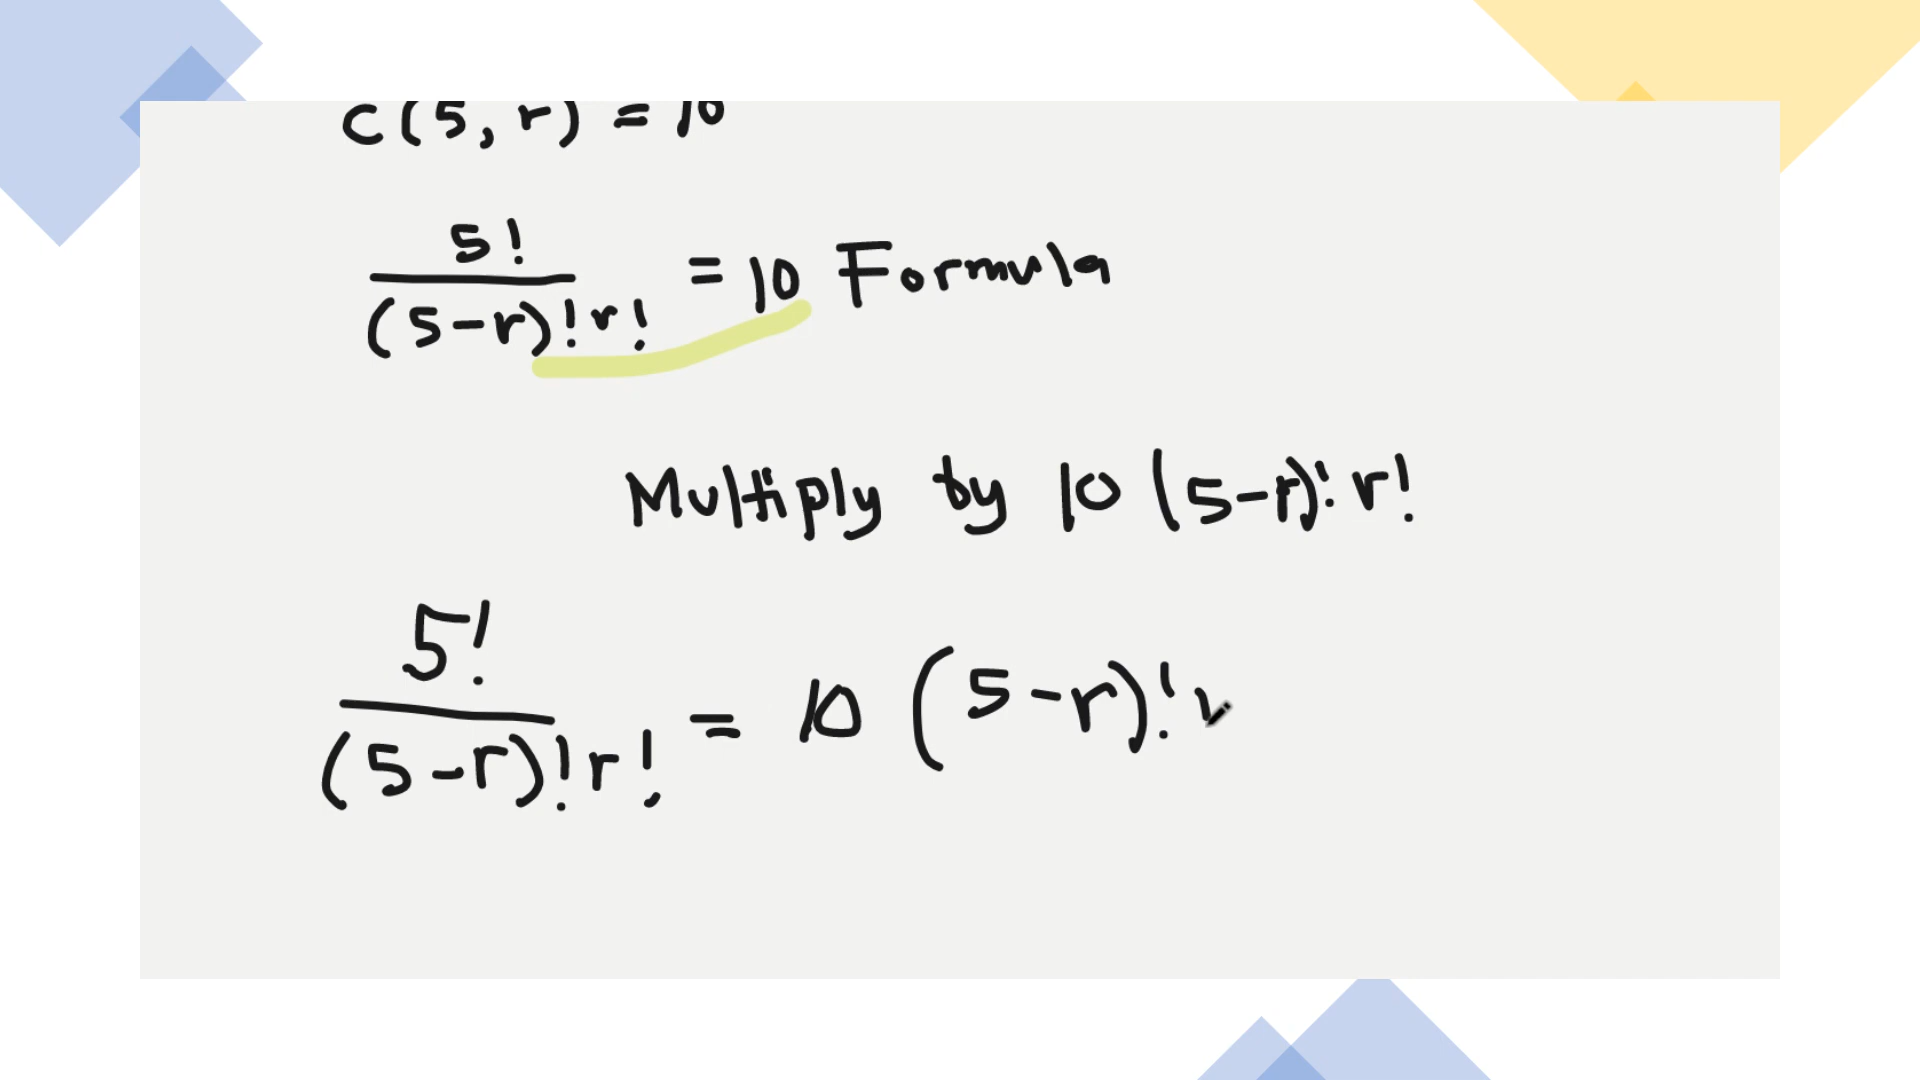 C(5, r) = 10
5!
(5-r)!r! = 10 Formula
Multiply by 10 (5-r)! r!
5!
(5-r)!r! = 10 (5-r)! r